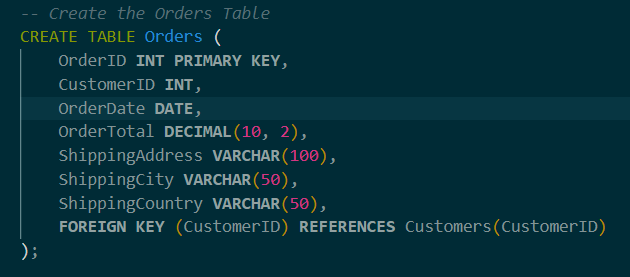 -- Create the Orders Table
CREATE TABLE Orders (
    OrderID INT PRIMARY KEY,
    CustomerID INT,
    OrderDate DATE,
    OrderTotal DECIMAL(10, 2),
    ShippingAddress VARCHAR(100),
    ShippingCity VARCHAR(50),
    ShippingCountry VARCHAR(50),
    FOREIGN KEY (CustomerID) REFERENCES Customers(CustomerID)
);